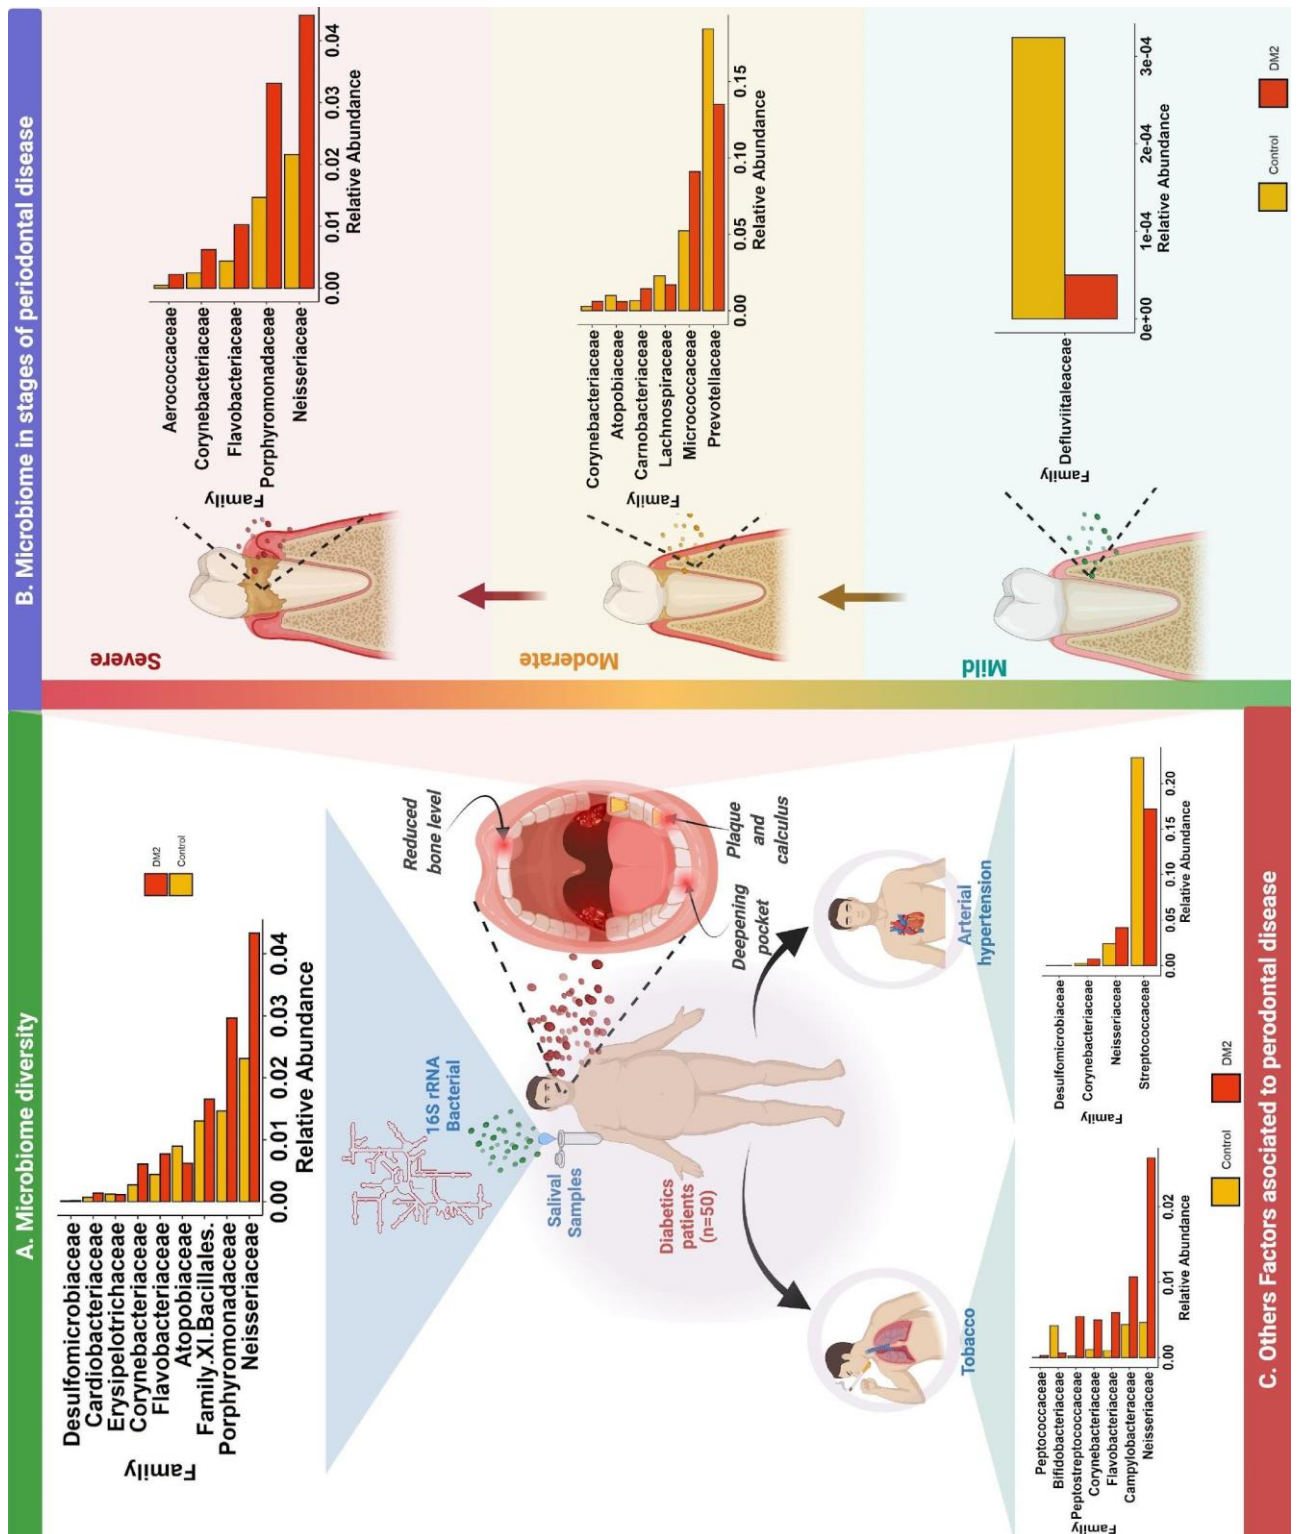 A. Microbiome diversity
Family
Desulfomicrobiaceae
Cardiobacteriaceae
Erysipelotrichaceae
Corynebacteriaceae
Flavobacteriaceae
Atopobiaceae
Family.XI.Bacillales.
Porphyromonadaceae
Neisseriaceae
0.00
0.01
0.02
0.03
0.04
Relative Abundance
DM2
Control
16S rRNA
Bacterial
Salival
Samples
Diabetics
patients
(n=50)
Reduced
bone level
Plaque
and
calculus
Deepening
pocket
Tobacco
Arterial
hypertension
B. Microbiome in stages of periodontal disease
Severe
Family
Aerococcaceae
Corynebacteriaceae
Flavobacteriaceae
Porphyromonadaceae
Neisseriaceae
0.00
0.01
0.02
0.03
0.04
Relative Abundance
Moderate
Family
Corynebacteriaceae
Atopobiaceae
Carnobacteriaceae
Lachnospiraceae
Micrococcaceae
Prevotellaceae
0.00
0.05
0.10
0.15
Relative Abundance
Mild
Family
Defluviitaleaceae
0e+00
1e-04
2e-04
3e-04
Relative Abundance
Control
DM2
Family
Peptococcaceae
Bifidobacteriaceae
Peptostreptococcaceae
Corynebacteriaceae
Flavobacteriaceae
Campylobacteraceae
Neisseriaceae
0.00
0.01
0.02
Relative Abundance
Family
Desulfomicrobiaceae
Corynebacteriaceae
Neisseriaceae
Streptococcaceae
0.00
0.05
0.10
0.15
0.20
Relative Abundance
Control
DM2
C. Others Factors asociated to perodontal disease